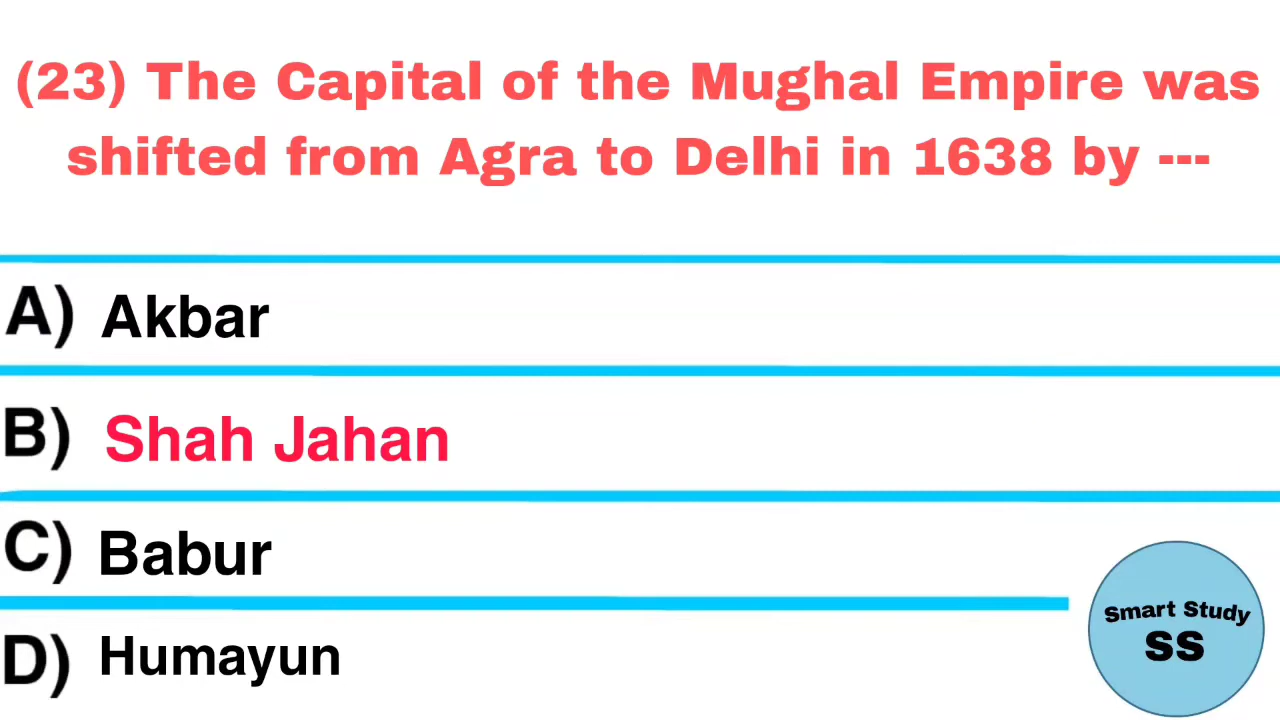 (23) The Capital of the Mughal Empire was
shifted from Agra to Delhi in 1638 by ---
A) Akbar
B) Shah Jahan
C) Babur
D) Humayun
Smart Study
SS